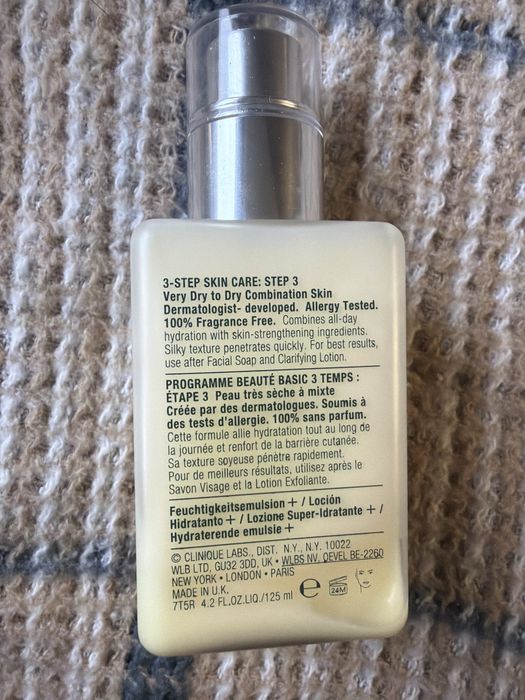 3-STEP SKIN CARE: STEP 3
Very Dry to Dry Combination Skin
Dermatologist- developed. Allergy Tested.
100% Fragrance Free. Combines all-day
hydration with skin-strengthening ingredients.
Silky texture penetrates quickly. For best results,
use after Facial Soap and Clarifying Lotion.
PROGRAMME BEAUTÉ BASIC 3 TEMPS :
ÉTAPE 3 Peau très sèche à mixte
Créée par des dermatologues. Soumis à
des tests d'allergie. 100% sans parfum.
Cette formule allie hydratation tout au long de
la journée et renfort de la barrière cutanée.
Sa texture soyeuse pénètre rapidement.
Pour de meilleurs résultats, utilisez après le
Savon Visage et la Lotion Exfoliante.
Feuchtigkeitsemulsion + / Loción
Hidratanto + / Lozione Super-Idratante + /
Hydraterende emulsie +
© CLINIQUE LABS., DIST. N.Y., N.Y. 10022
WLB LTD, GU32 3DD, UK • WLBS NV. OEVEL BE-2260
NEW YORK • LONDON • PARIS
MADE IN U.K.
7T5R 4.2 FL.OZ.LIQ./125 ml e 24M